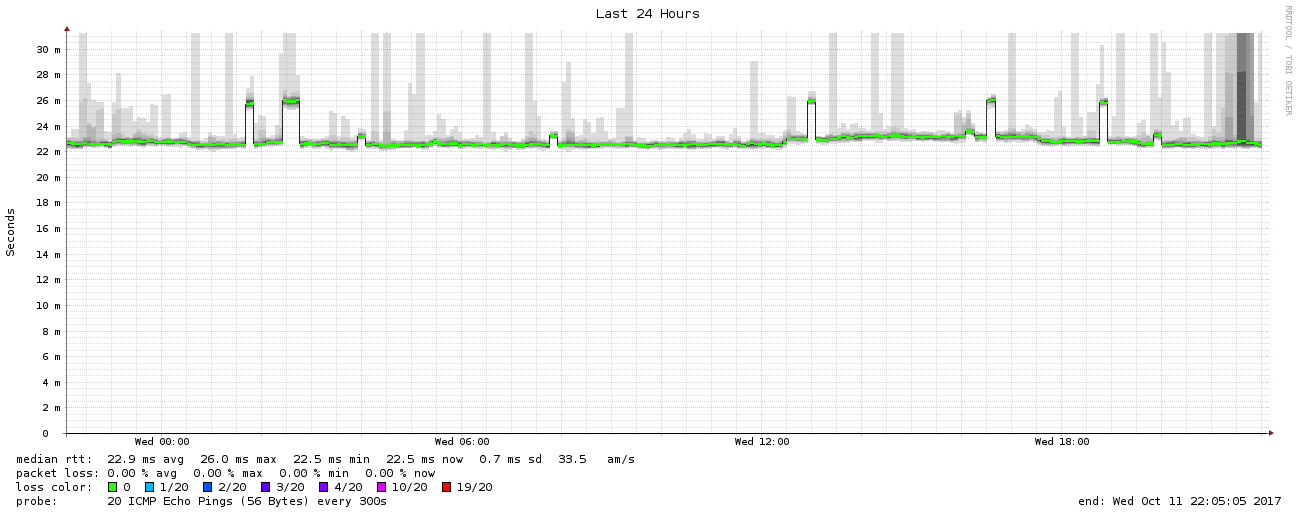 Last 24 Hours
RRDTOOL / TOBI OETIKER
Seconds
30 m
28 m
26 m
24 m
22 m
20 m
18 m
16 m
14 m
12 m
10 m
8 m
6 m
4 m
2 m
0
Wed 00:00 Wed 06:00 Wed 12:00 Wed 18:00
median rtt: 22.9 ms avg 26.0 ms max 22.5 ms min 22.5 ms now 0.7 ms sd 33.5 am/s
packet loss: 0.00 % avg 0.00 % max 0.00 % min 0.00 % now
loss color: 0 1/20 2/20 3/20 4/20 10/20 19/20
probe: 20 ICMP Echo Pings (56 Bytes) every 300s end: Wed Oct 11 22:05:05 2017